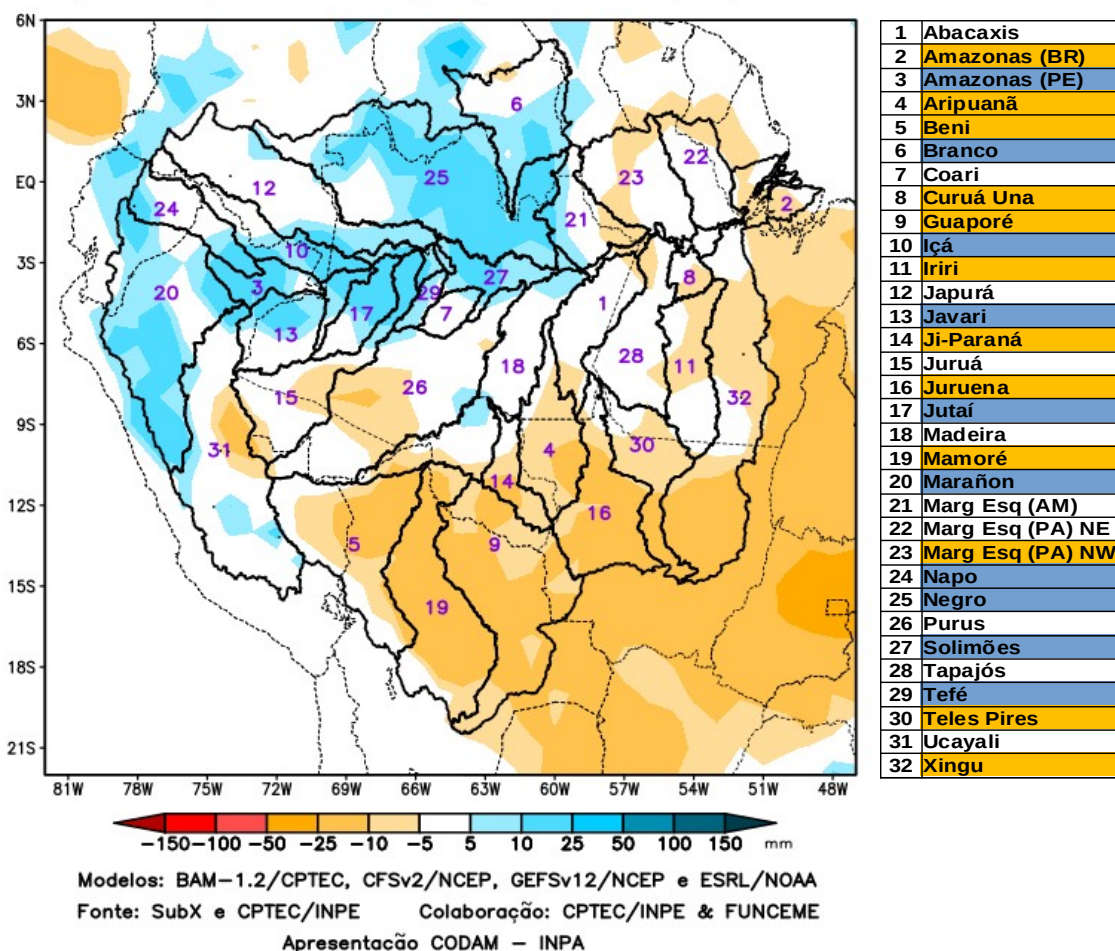 6N
3N
EQ
3S
6S
9S
12S
15S
18S
21S
81W 78W 75W 72W 69W 66W 63W 60W 57W 54W 51W 48W
6
22
23
25
12
2
24
21
10
27
8
3
29
20
1
17
7
13
28
18
11
26
15
32
31
30
4
14
16
5
9
19
-150 -100 -50 -25 -10 -5 5 10 25 50 100 150 mm
Modelos: BAM-1.2/CPTEC, CFSv2/NCEP, GEFSv12/NCEP e ESRL/NOAA
Fonte: SubX e CPTEC/INPE Colaboração: CPTEC/INPE & FUNCEME
Apresentação CODAM - INPA
1 Abacaxis
2 Amazonas (BR)
3 Amazonas (PE)
4 Aripuanã
5 Beni
6 Branco
7 Coari
8 Curuá Una
9 Guaporé
10 Içá
11 Iriri
12 Japurá
13 Javari
14 Ji-Paraná
15 Juruá
16 Juruena
17 Jutaí
18 Madeira
19 Mamoré
20 Marañon
21 Marg Esq (AM)
22 Marg Esq (PA) NE
23 Marg Esq (PA) NW
24 Napo
25 Negro
26 Purus
27 Solimões
28 Tapajós
29 Tefé
30 Teles Pires
31 Ucayali
32 Xingu